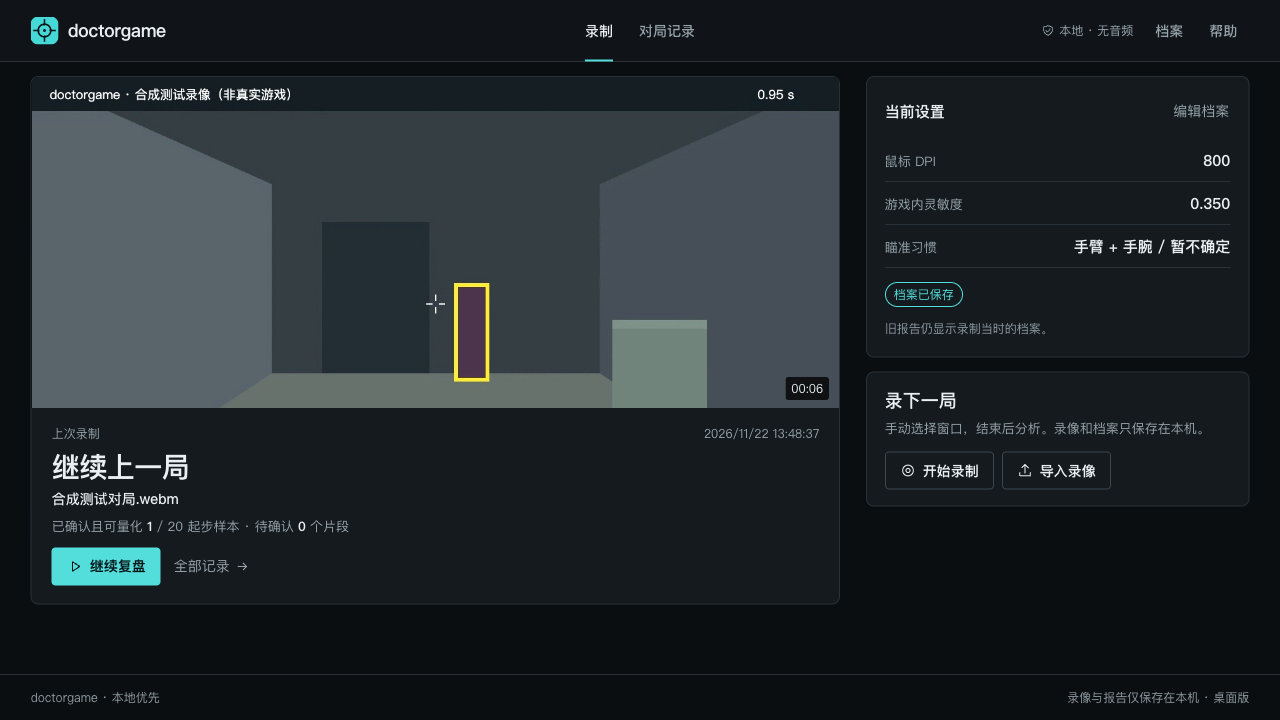 doctorgame
录制
对局记录
本地 · 无音频
档案
帮助
doctorgame · 合成测试录像（非真实游戏）
0.95 s
00:06
上次录制
2026/11/22 13:48:37
继续上一局
合成测试对局.webm
已确认且可量化 1 / 20 起步样本 · 待确认 0 个片段
继续复盘
全部记录 →
当前设置
编辑档案
鼠标 DPI
800
游戏内灵敏度
0.350
瞄准习惯
手臂 + 手腕 / 暂不确定
档案已保存
旧报告仍显示录制当时的档案。
录下一局
手动选择窗口，结束后分析。录像和档案只保存在本机。
开始录制
导入录像
doctorgame · 本地优先
录像与报告仅保存在本机 · 桌面版